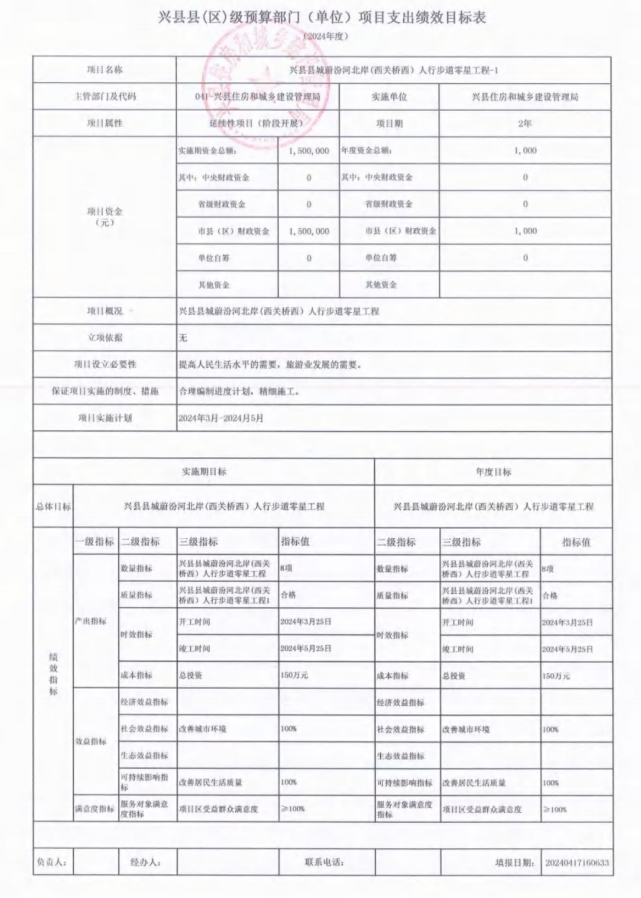 兴县县(区)级预算部门（单位）项目支出绩效目标表
（2024年度）
项目名称 兴县县城蔚汾河北岸(西关桥西）人行步道零星工程-1
主管部门及代码 041-兴县住房和城乡建设管理局 实施单位 兴县住房和城乡建设管理局
项目属性 延续性项目（阶段开展） 项目期 2年
项目资金（元）
实施期资金总额： 1,500,000 年度资金总额： 1,000
其中：中央财政资金 0 其中：中央财政资金 0
省级财政资金 0 省级财政资金 0
市县（区）财政资金 1,500,000 市县（区）财政资金 1,000
单位自筹 0 单位自筹 0
其他资金 其他资金
项目概况 兴县县城蔚汾河北岸(西关桥西）人行步道零星工程
立项依据 无
项目设立必要性 提高人民生活水平的需要，旅游业发展的需要。
保证项目实施的制度、措施 合理编制进度计划，精细施工。
项目实施计划 2024年3月-2024月5月
实施期目标 年度目标
总体目标 兴县县城蔚汾河北岸(西关桥西）人行步道零星工程 兴县县城蔚汾河北岸(西关桥西）人行步道零星工程
绩效指标
一级指标 二级指标 三级指标 指标值 二级指标 三级指标 指标值
产出指标
数量指标 兴县县城蔚汾河北岸(西关桥西）人行步道零星工程 8项 数量指标 兴县县城蔚汾河北岸(西关桥西）人行步道零星工程 8项
质量指标 兴县县城蔚汾河北岸(西关桥西）人行步道零星工程1 合格 质量指标 兴县县城蔚汾河北岸(西关桥西）人行步道零星工程1 合格
时效指标 开工时间 2024年3月25日 时效指标 开工时间 2024年3月25日
竣工时间 2024年5月25日 竣工时间 2024年5月25日
成本指标 总投资 150万元 成本指标 总投资 150万元
效益指标
经济效益指标 经济效益指标
社会效益指标 改善城市环境 100% 社会效益指标 改善城市环境 100%
生态效益指标 生态效益指标
可持续影响指标 改善居民生活质量 100% 可持续影响指标 改善居民生活质量 100%
满意度指标 服务对象满意度指标 项目区受益群众满意度 ≥100% 服务对象满意度指标 项目区受益群众满意度 ≥100%
负责人： 经办人： 联系电话： 填报日期： 20240417160633